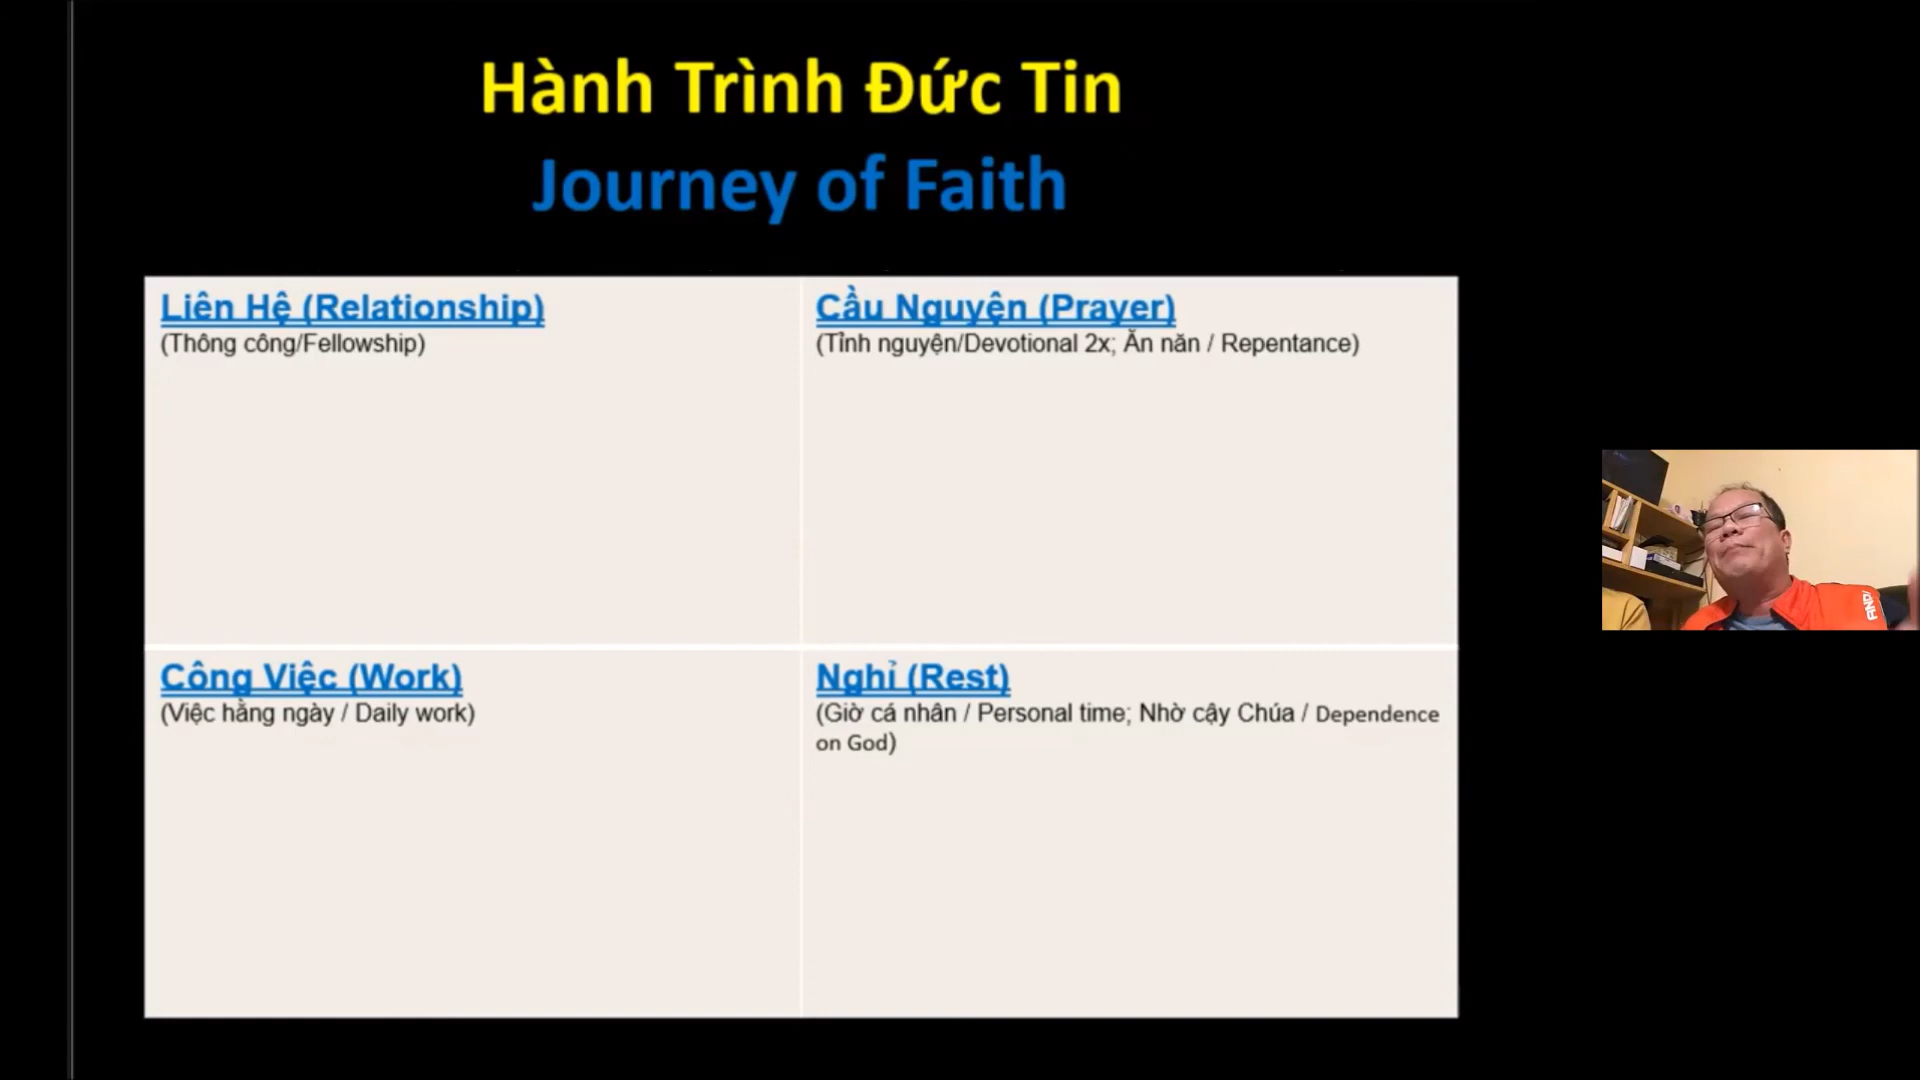 Hành Trình Đức Tin
Journey of Faith
Liên Hệ (Relationship)
(Thông công/Fellowship)
Cầu Nguyện (Prayer)
(Tỉnh nguyện/Devotional 2x; Ăn năn / Repentance)
Công Việc (Work)
(Việc hằng ngày / Daily work)
Nghỉ (Rest)
(Giờ cá nhân / Personal time; Nhờ cậy Chúa / Dependence
on God)